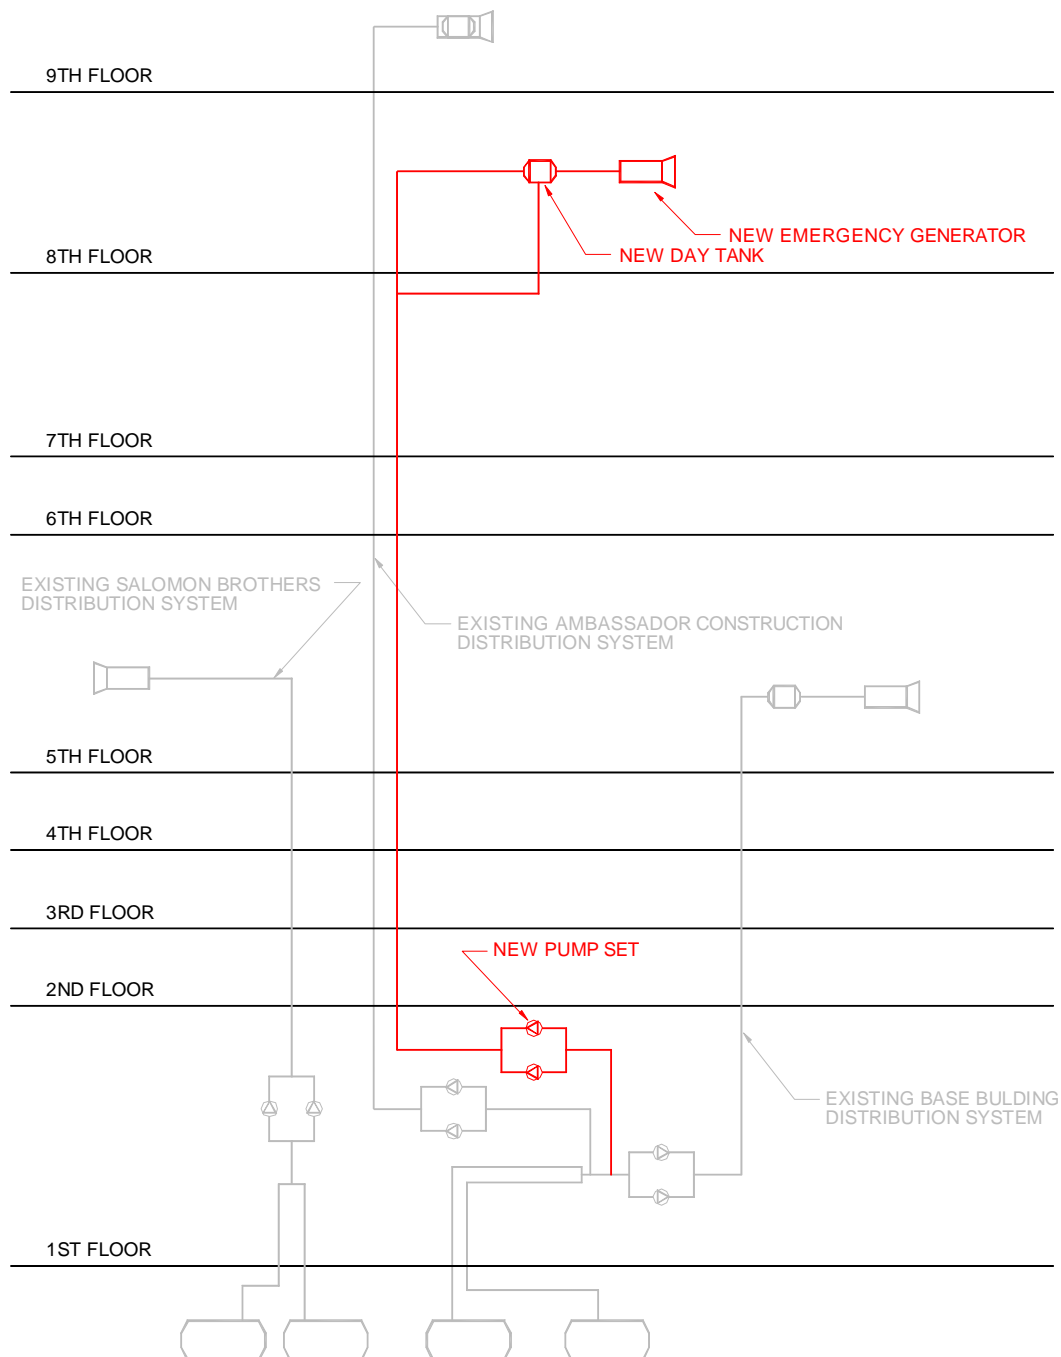 9TH FLOOR
NEW EMERGENCY GENERATOR
NEW DAY TANK
8TH FLOOR
7TH FLOOR
6TH FLOOR
EXISTING SALOMON BROTHERS
DISTRIBUTION SYSTEM
EXISTING AMBASSADOR CONSTRUCTION
DISTRIBUTION SYSTEM
5TH FLOOR
4TH FLOOR
3RD FLOOR
NEW PUMP SET
2ND FLOOR
EXISTING BASE BULDING
DISTRIBUTION SYSTEM
1ST FLOOR